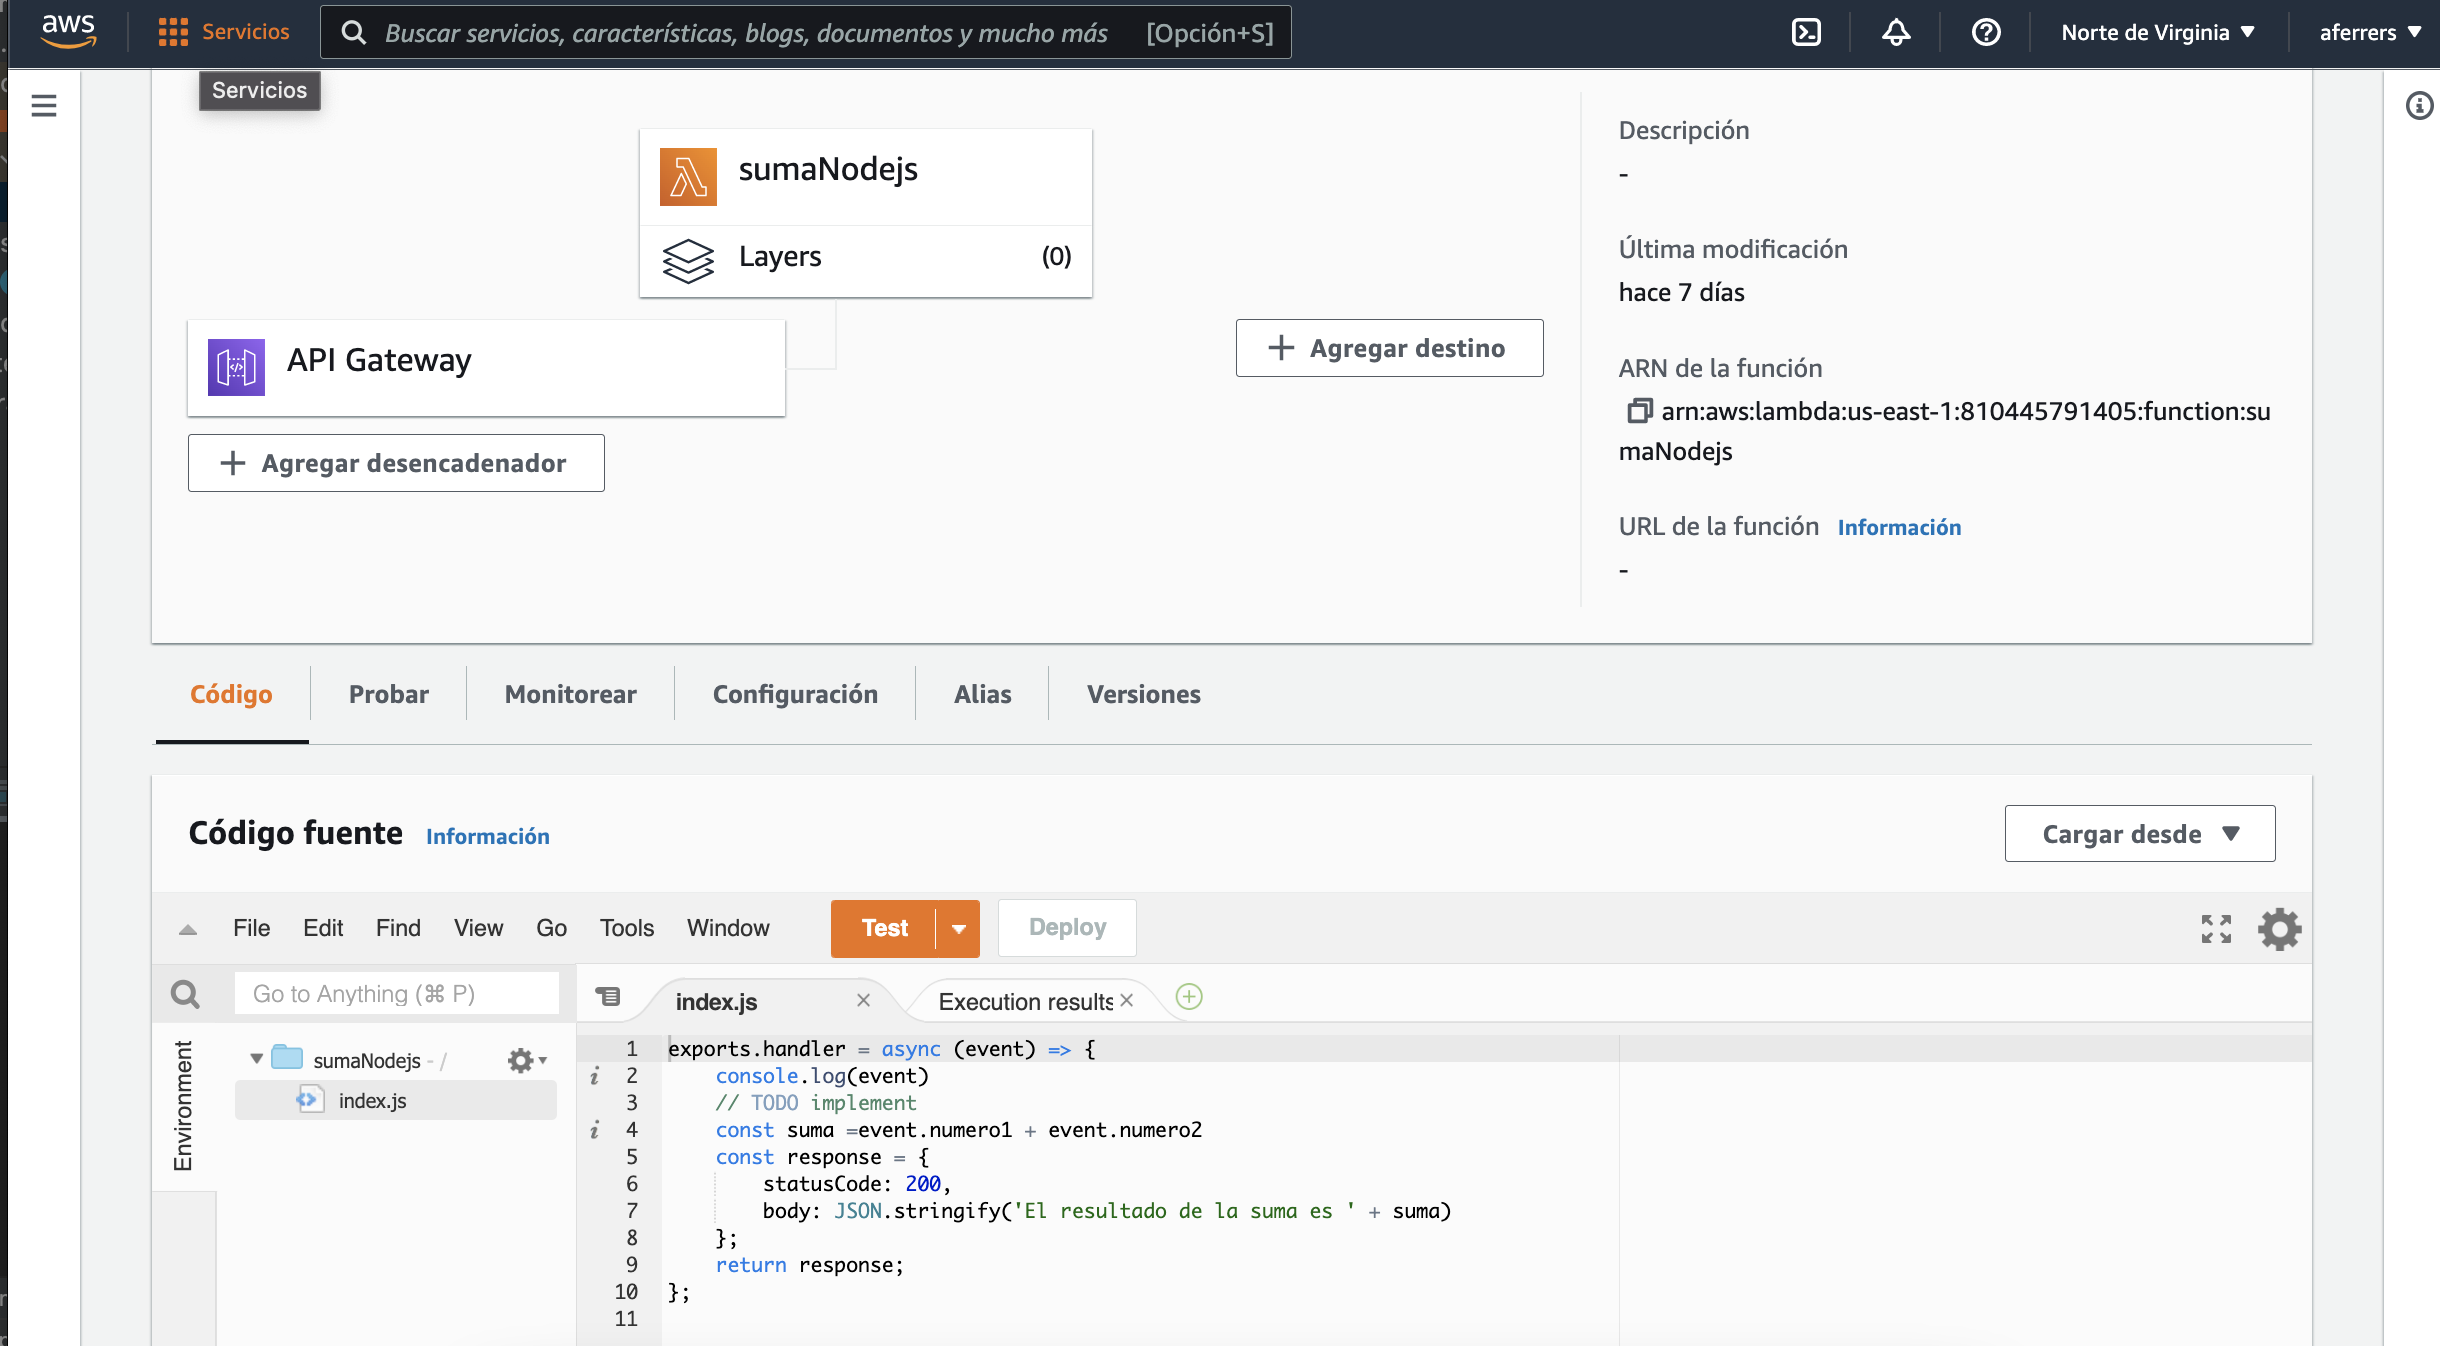 aws
Servicios
Buscar servicios, características, blogs, documentos y mucho más [Opción+S]
Norte de Virginia
aferrers
Servicios
sumaNodejs
Layers (0)
API Gateway
Agregar desencadenador
Agregar destino
Descripción
-
Última modificación
hace 7 días
ARN de la función
arn:aws:lambda:us-east-1:810445791405:function:su
maNodejs
URL de la función Información
-
Código Probar Monitorear Configuración Alias Versiones
Código fuente Información
Cargar desde
File Edit Find View Go Tools Window Test Deploy
Go to Anything (⌘ P)
index.js
Execution results
Environment
sumaNodejs - /
index.js
1 exports.handler = async (event) => {
2 console.log(event)
3 // TODO implement
4 const suma =event.numero1 + event.numero2
5 const response = {
6 statusCode: 200,
7 body: JSON.stringify('El resultado de la suma es ' + suma)
8 };
9 return response;
10 };
11